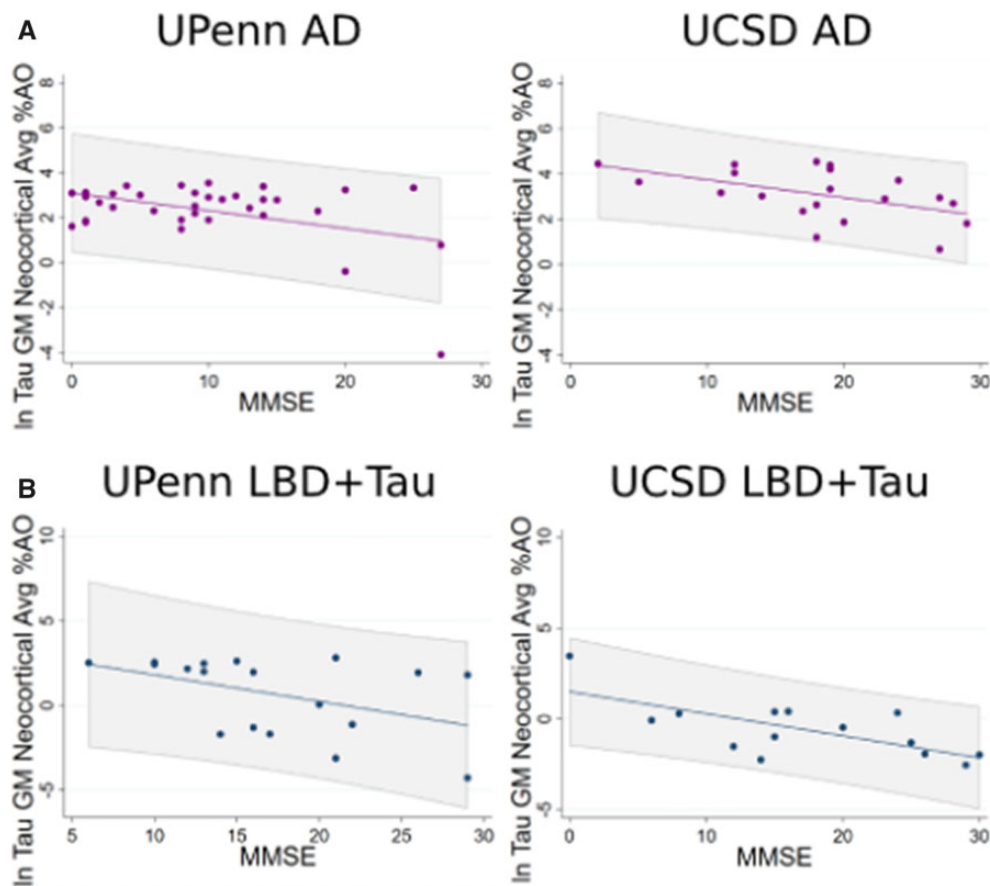 A
UPenn AD
UCSD AD
ln Tau GM Neocortical Avg %AO
8
6
4
2
0
-2
-4
0 10 20 30
MMSE
ln Tau GM Neocortical Avg %AO
8
6
4
2
0
-2
-4
0 10 20 30
MMSE
B
UPenn LBD+Tau
UCSD LBD+Tau
ln Tau GM Neocortical Avg %AO
10
5
0
-5
5 10 15 20 25 30
MMSE
ln Tau GM Neocortical Avg %AO
10
5
0
-5
0 10 20 30
MMSE